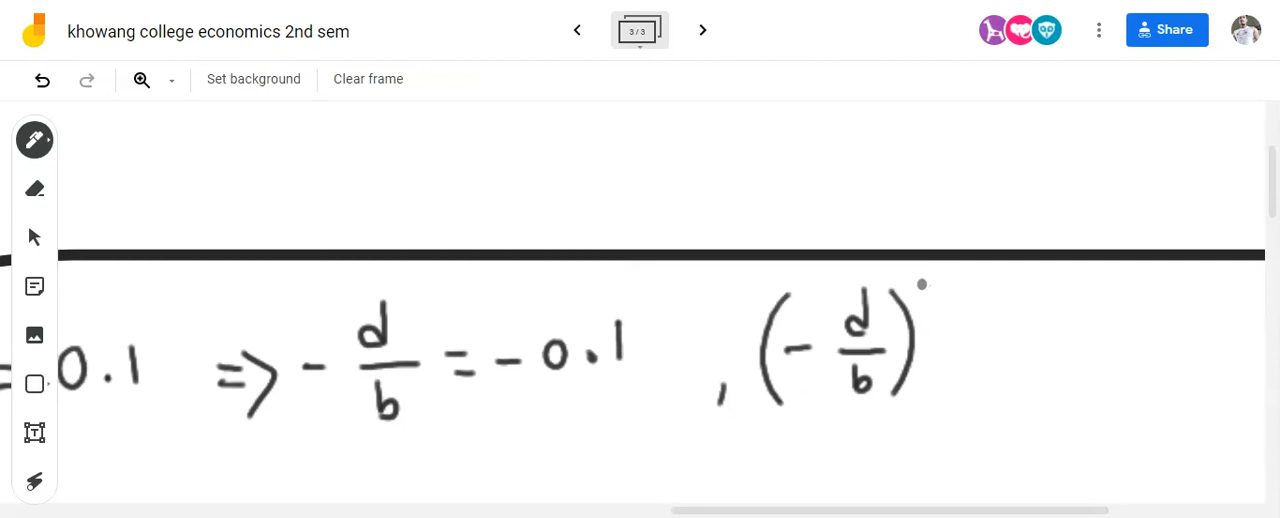 khowang college economics 2nd sem
3 / 3
Share
Set background
Clear frame
= 0.1 => - d/b = - 0.1 , (- d/b)